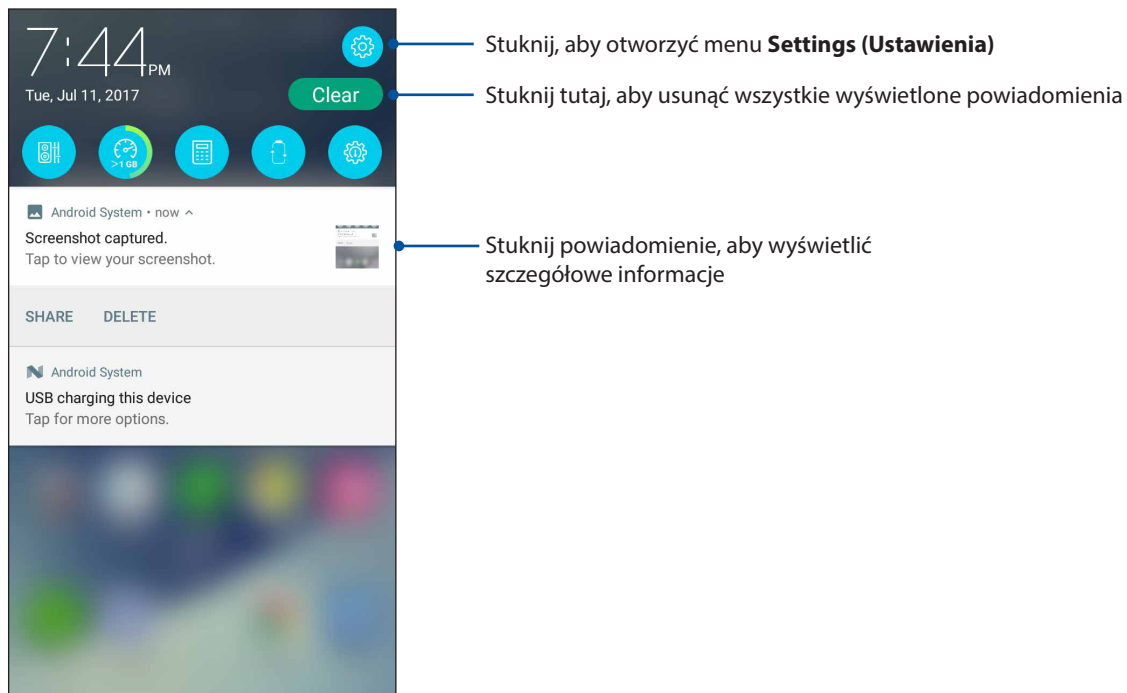 7:44 PM
Tue, Jul 11, 2017
Clear
>1 GB
Android System • now
Screenshot captured.
Tap to view your screenshot.
SHARE DELETE
Android System
USB charging this device
Tap for more options.
Stuknij, aby otworzyć menu Settings (Ustawienia)
Stuknij tutaj, aby usunąć wszystkie wyświetlone powiadomienia
Stuknij powiadomienie, aby wyświetlić
szczegółowe informacje